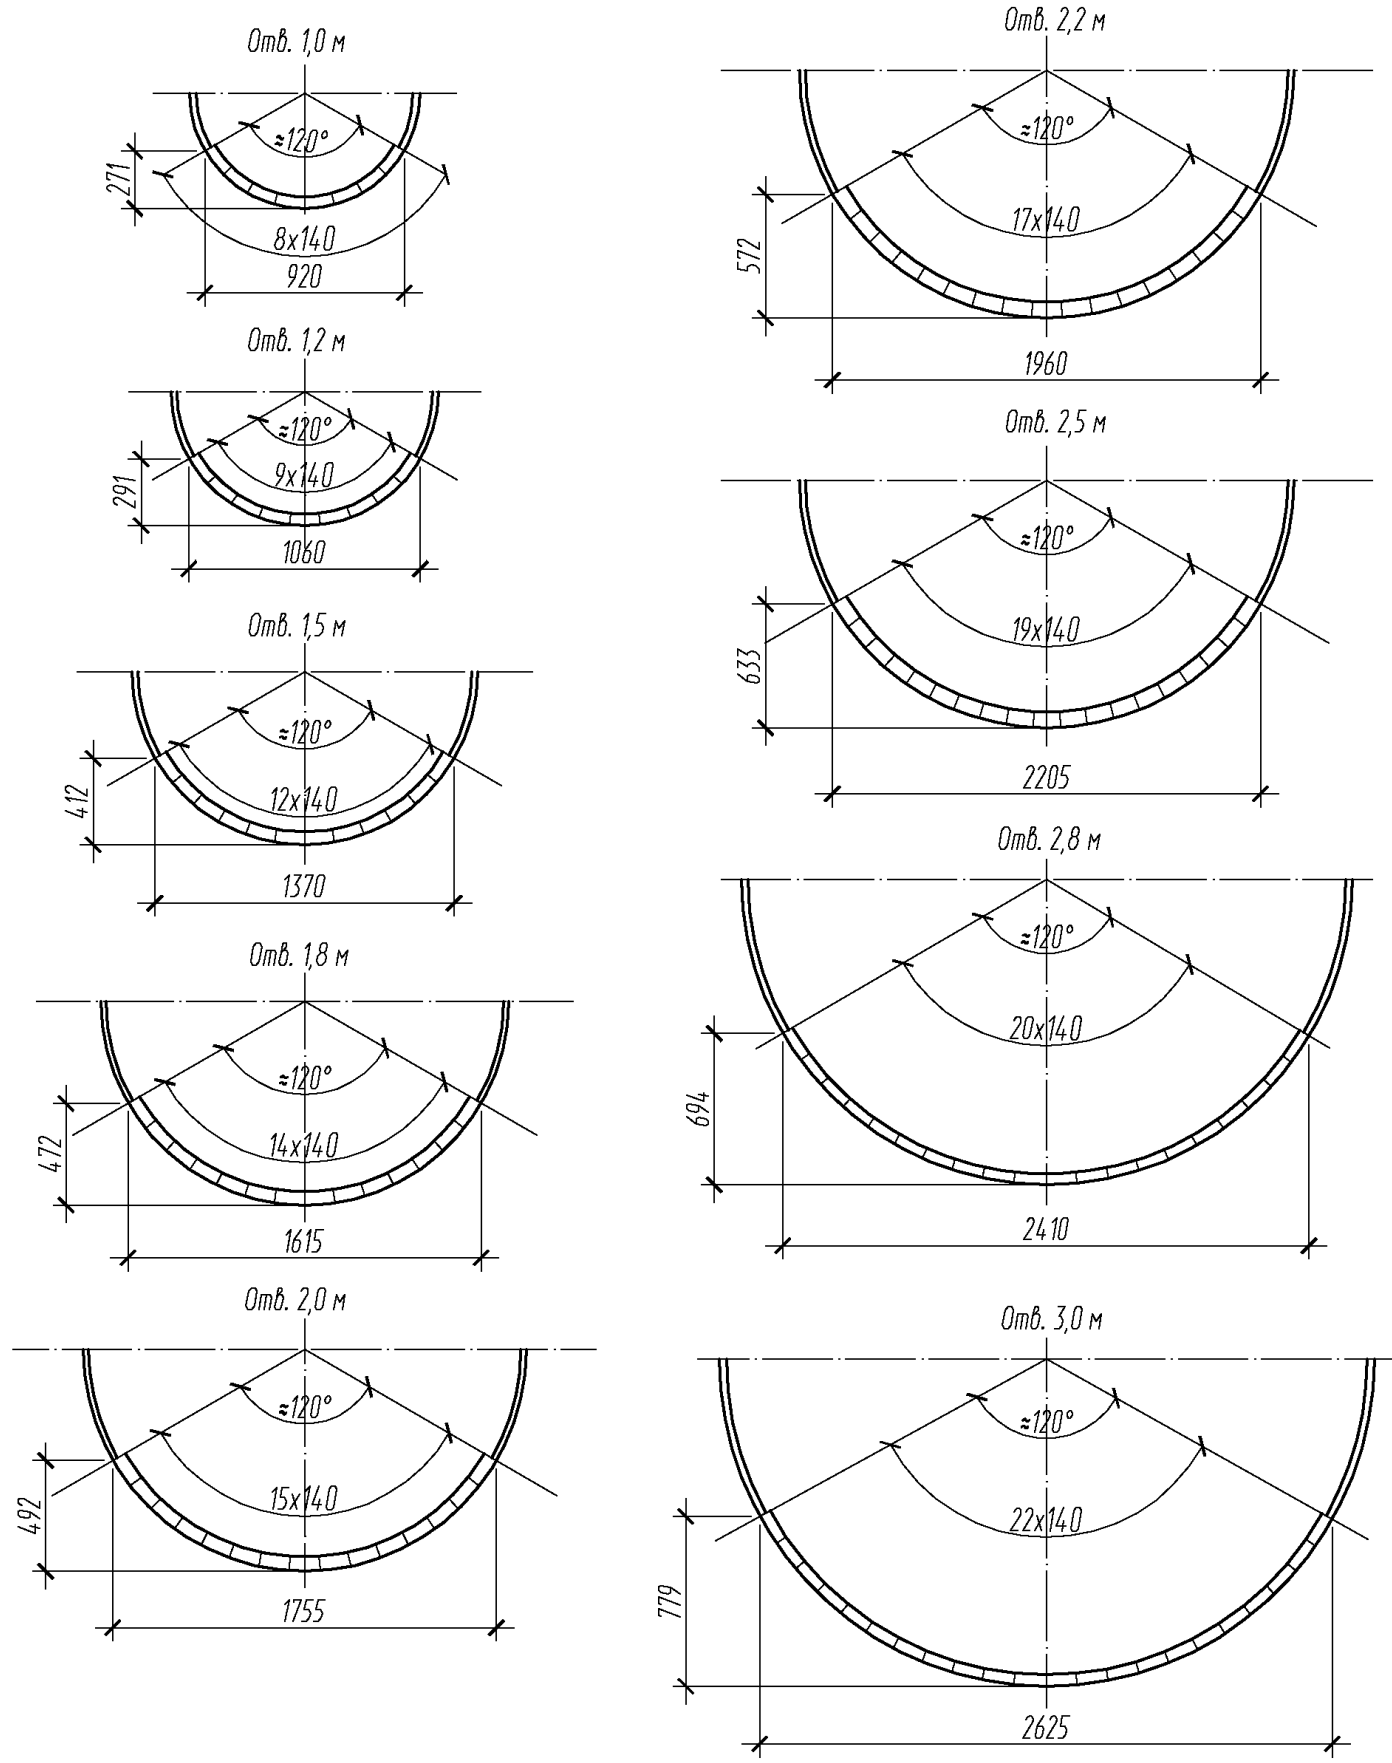 Отв. 1,0 м
≈120°
271
8х140
920
Отв. 1,2 м
≈120°
9х140
291
1060
Отв. 1,5 м
≈120°
412
12х140
1370
Отв. 1,8 м
≈120°
472
14х140
1615
Отв. 2,0 м
≈120°
492
15х140
1755
Отв. 2,2 м
≈120°
17х140
572
1960
Отв. 2,5 м
≈120°
19х140
633
2205
Отв. 2,8 м
≈120°
20х140
694
2410
Отв. 3,0 м
≈120°
22х140
779
2625